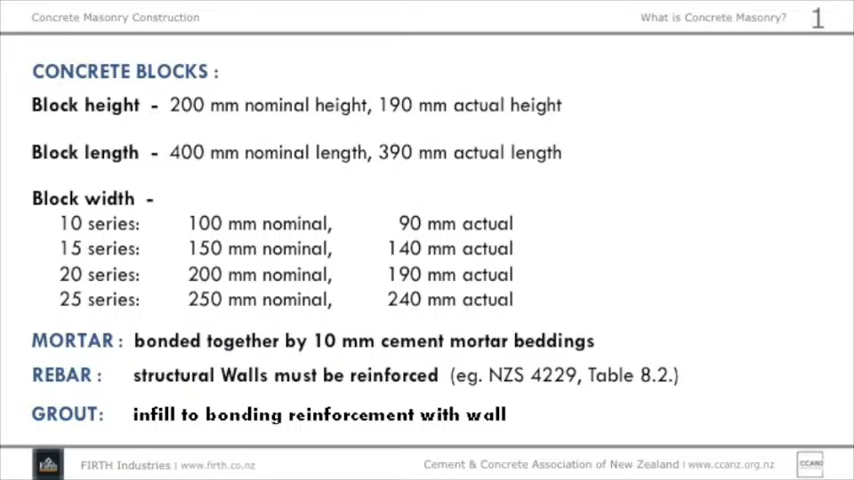 Concrete Masonry Construction
What is Concrete Masonry? 1
CONCRETE BLOCKS :
Block height - 200 mm nominal height, 190 mm actual height
Block length - 400 mm nominal length, 390 mm actual length
Block width -
10 series: 100 mm nominal, 90 mm actual
15 series: 150 mm nominal, 140 mm actual
20 series: 200 mm nominal, 190 mm actual
25 series: 250 mm nominal, 240 mm actual
MORTAR : bonded together by 10 mm cement mortar beddings
REBAR : structural Walls must be reinforced (eg. NZS 4229, Table 8.2.)
GROUT: infill to bonding reinforcement with wall
Firth FIRTH Industries | www.firth.co.nz
Cement & Concrete Association of New Zealand | www.ccanz.org.nz CCANZ